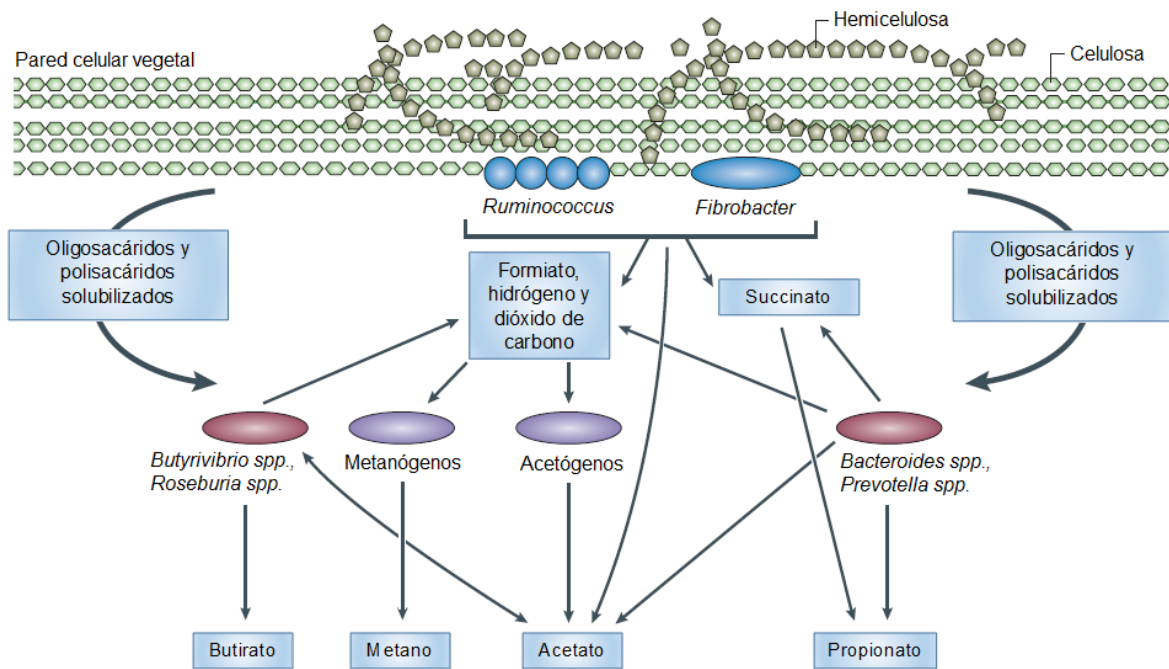 Hemicelulosa
Pared celular vegetal
Celulosa
Ruminococcus
Fibrobacter
Oligosacáridos y
polisacáridos
solubilizados
Formiato,
hidrógeno y
dióxido de
carbono
Succinato
Oligosacáridos y
polisacáridos
solubilizados
Butyrivibrio spp.,
Roseburia spp.
Metanógenos
Acetógenos
Bacteroides spp.,
Prevotella spp.
Butirato
Metano
Acetato
Propionato